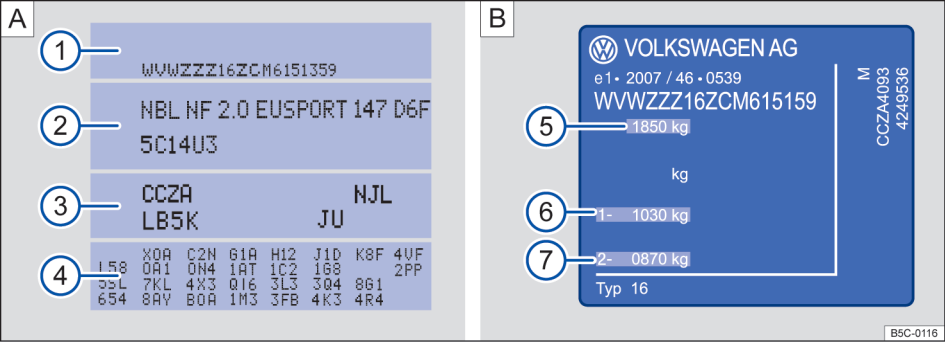 A
1
WVWZZZ16ZCM6151359
2
NBL NF 2.0 EUSPORT 147 D6F
5C14U3
3
CCZA NJL
LB5K JU
4
X0A C2N G1A H12 J1D K8F 4VF
L58 0A1 0N4 1AT 1C2 1G8 2PP
5SL 7KL 4X3 QI6 3L3 3Q4 8G1
654 8AY B0A 1M3 3FB 4K3 4R4
B
VOLKSWAGEN AG
e1• 2007 / 46 • 0539
WVWZZZ16ZCM615159
5
1850 kg
kg
6
1- 1030 kg
7
2- 0870 kg
Typ 16
M
CCZA4093
4249536
B5C-0116